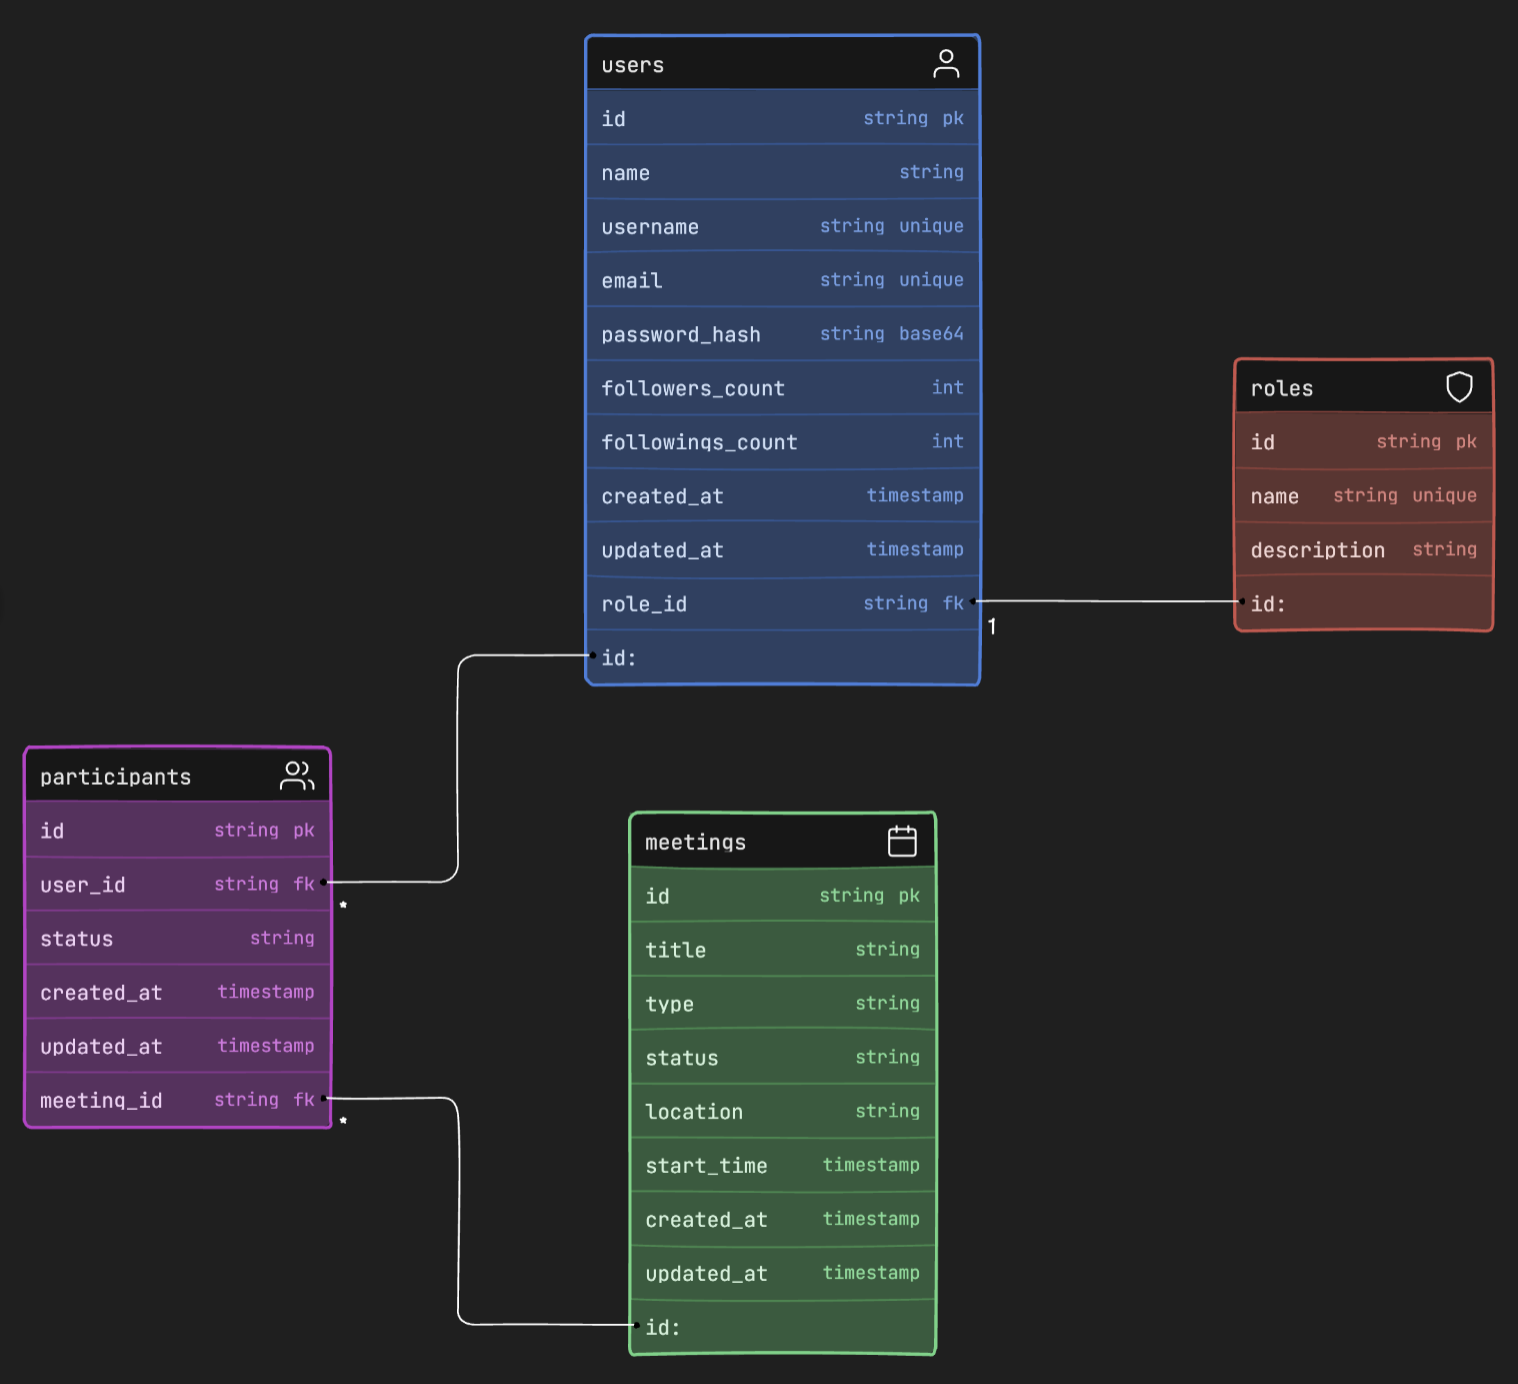 users
id string pk
name string
username string unique
email string unique
password_hash string base64
followers_count int
followings_count int
created_at timestamp
updated_at timestamp
role_id string fk
1
id:
roles
id string pk
name string unique
description string
id:
participants
id string pk
user_id string fk
*
status string
created_at timestamp
updated_at timestamp
meeting_id string fk
*
meetings
id string pk
title string
type string
status string
location string
start_time timestamp
created_at timestamp
updated_at timestamp
id: